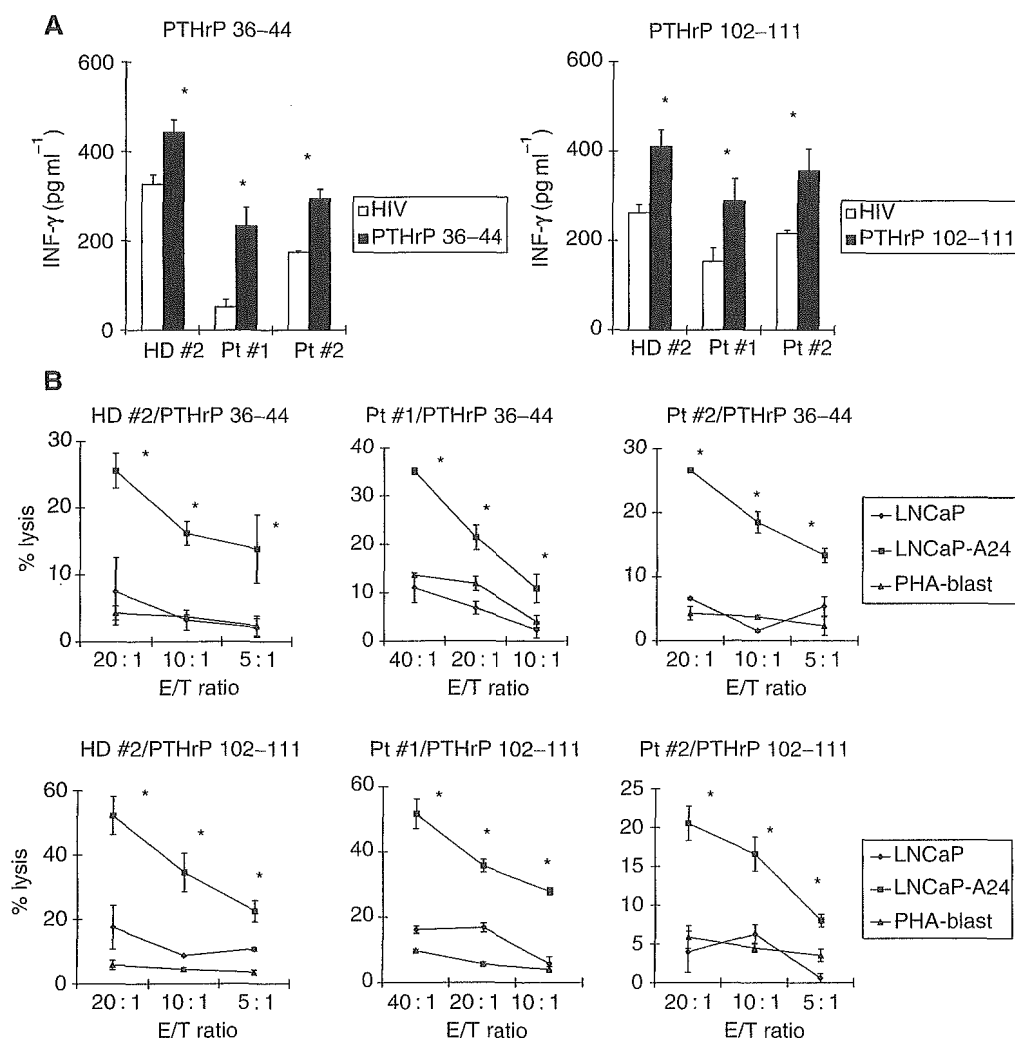 A
PTHrP 36–44
600
400
200
0
INF-γ (pg ml⁻¹)
*
*
*
HD #2 Pt #1 Pt #2
HIV
PTHrP 36–44
PTHrP 102–111
600
400
200
0
INF-γ (pg ml⁻¹)
*
*
*
HD #2 Pt #1 Pt #2
HIV
PTHrP 102–111
B
HD #2/PTHrP 36–44
30
20
10
0
% lysis
*
*
*
20 : 1 10 : 1 5 : 1
E/T ratio
Pt #1/PTHrP 36–44
40
30
20
10
0
*
*
*
40 : 1 20 : 1 10 : 1
E/T ratio
Pt #2/PTHrP 36–44
30
20
10
0
*
*
*
20 : 1 10 : 1 5 : 1
E/T ratio
LNCaP
LNCaP-A24
PHA-blast
HD #2/PTHrP 102–111
60
40
20
0
% lysis
*
*
*
20 : 1 10 : 1 5 : 1
E/T ratio
Pt #1/PTHrP 102–111
60
40
20
0
*
*
*
40 : 1 20 : 1 10 : 1
E/T ratio
Pt #2/PTHrP 102–111
25
20
15
10
5
0
*
*
*
20 : 1 10 : 1 5 : 1
E/T ratio
LNCaP
LNCaP-A24
PHA-blast